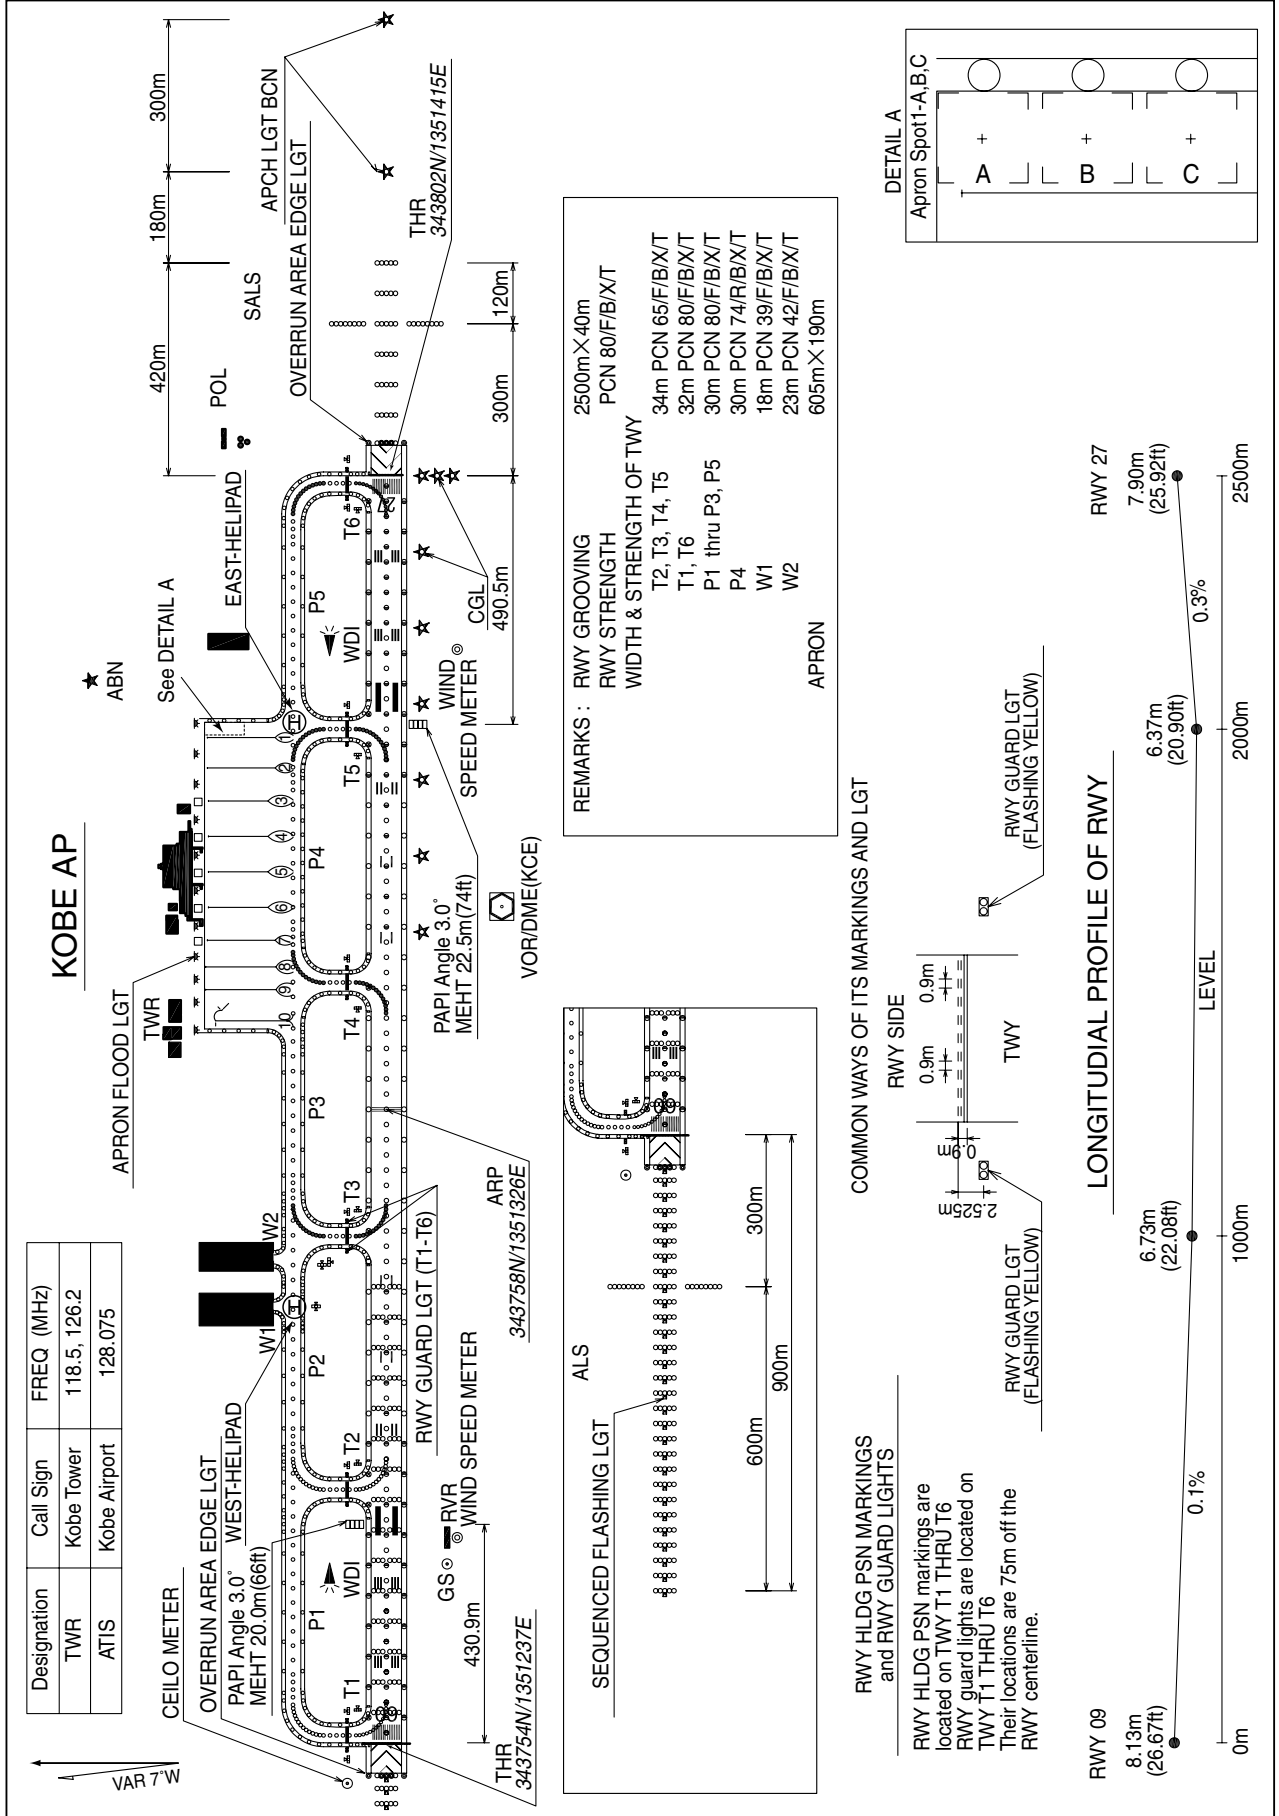 KOBE AP
Designation Call Sign FREQ (MHz)
TWR Kobe Tower 118.5, 126.2
ATIS Kobe Airport 128.075
VAR 7°W
CEILO METER
OVERRUN AREA EDGE LGT
PAPI Angle 3.0°
MEHT 20.0m(66ft)
WEST-HELIPAD
W1
W2
APRON FLOOD LGT
TWR
ABN
See DETAIL A
EAST-HELIPAD
POL
SALS
420m
180m
300m
APCH LGT BCN
OVERRUN AREA EDGE LGT
THR
343802N/1351415E
10
9
8
7
6
5
4
3
2
1
H
H
P1
P2
P3
P4
P5
WDI
WDI
T1
T2
T3
T4
T5
T6
09
27
THR
343754N/1351237E
430.9m
GS
RVR
WIND SPEED METER
RWY GUARD LGT (T1-T6)
ARP
343758N/1351326E
PAPI Angle 3.0°
MEHT 22.5m(74ft)
VOR/DME(KCE)
WIND
SPEED METER
CGL
490.5m
300m
120m
ALS
SEQUENCED FLASHING LGT
09
600m
300m
900m
REMARKS : RWY GROOVING 2500m×40m
RWY STRENGTH PCN 80/F/B/X/T
WIDTH & STRENGTH OF TWY
T2, T3, T4, T5 34m PCN 65/F/B/X/T
T1, T6 32m PCN 80/F/B/X/T
P1 thru P3, P5 30m PCN 80/F/B/X/T
P4 30m PCN 74/R/B/X/T
W1 18m PCN 39/F/B/X/T
W2 23m PCN 42/F/B/X/T
APRON 605m×190m
DETAIL A
Apron Spot1-A,B,C
A
B
C
RWY HLDG PSN MARKINGS
and RWY GUARD LIGHTS
RWY HLDG PSN markings are
located on TWY T1 THRU T6
RWY guard lights are located on
TWY T1 THRU T6
Their locations are 75m off the
RWY centerline.
COMMON WAYS OF ITS MARKINGS AND LGT
RWY SIDE
0.9m
0.9m
0.9m
2.525m
TWY
RWY GUARD LGT
(FLASHING YELLOW)
RWY GUARD LGT
(FLASHING YELLOW)
LONGITUDIAL PROFILE OF RWY
RWY 09
8.13m
(26.67ft)
6.73m
(22.08ft)
6.37m
(20.90ft)
RWY 27
7.90m
(25.92ft)
0.1%
LEVEL
0.3%
0m
1000m
2000m
2500m